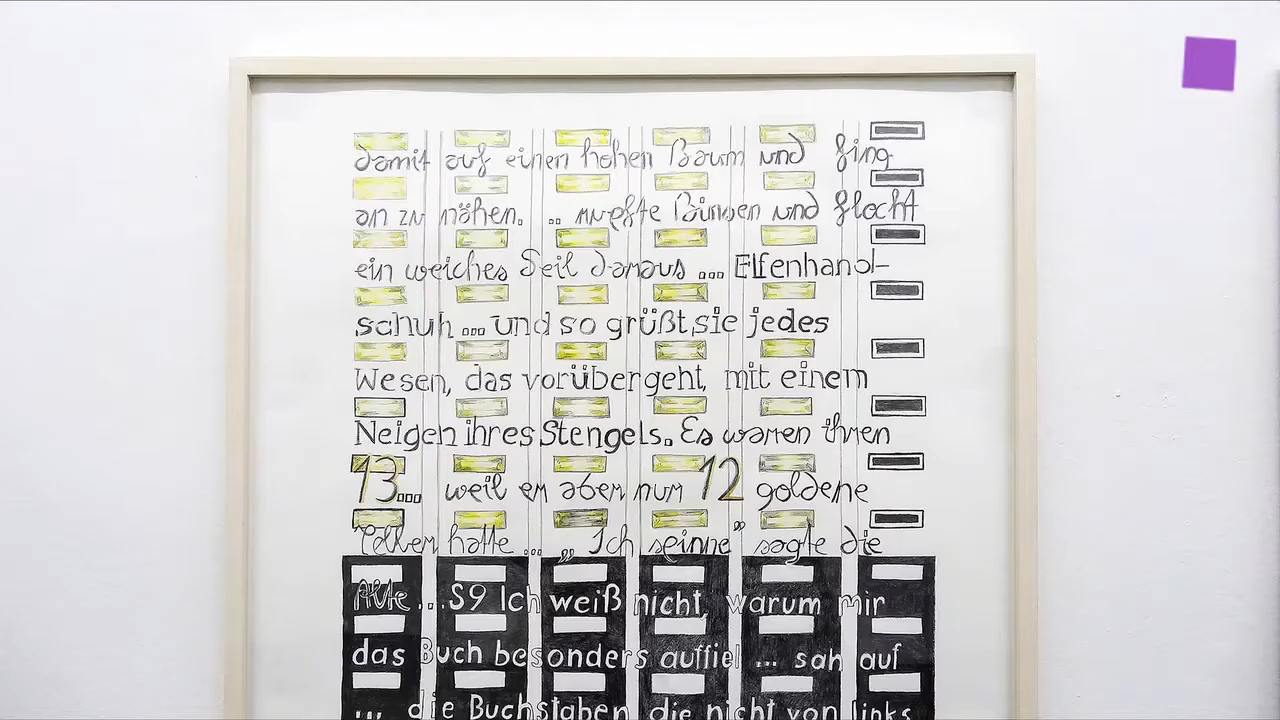 damit auf einen hohen Baum und fing
an zu nähen. .. rupfte Binsen und flocht
ein weiches Seil daraus ... Elfenhand-
schuh ... und so grüßt sie jedes
Wesen, das vorübergeht, mit einem
Neigen ihres Stengels. Es waren ihren
13... weil er aber nur 12 goldene
Teller hatte ... „ Ich spinne" sagte die
Alte ... S9 Ich weiß nicht, warum mir
das Buch besonders auffiel ... sah auf
... die Buchstaben, die nicht von links